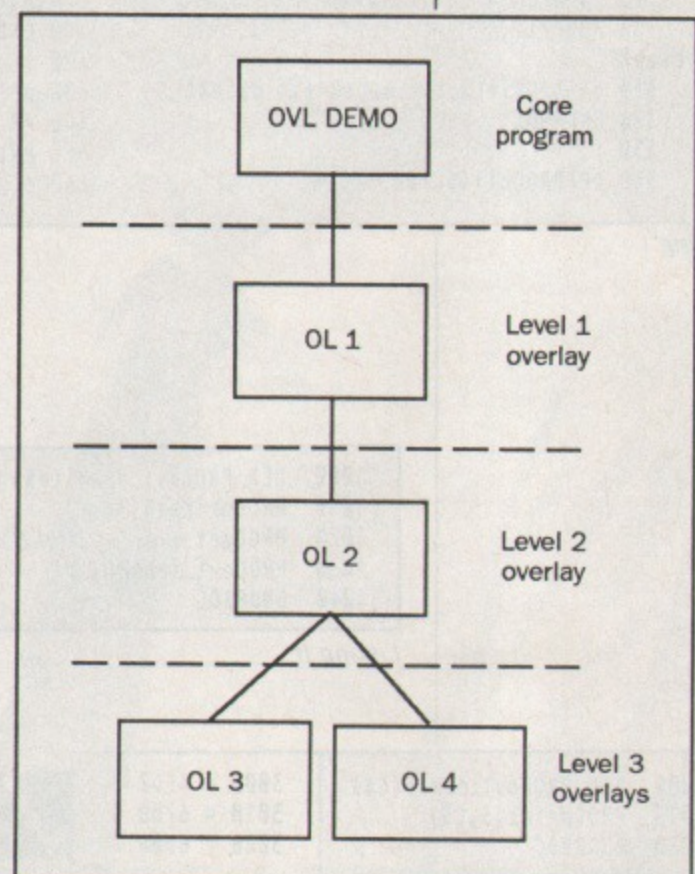 OVL DEMO
Core
program
OL 1
Level 1
overlay
OL 2
Level 2
overlay
OL 3
OL 4
Level 3
overlays